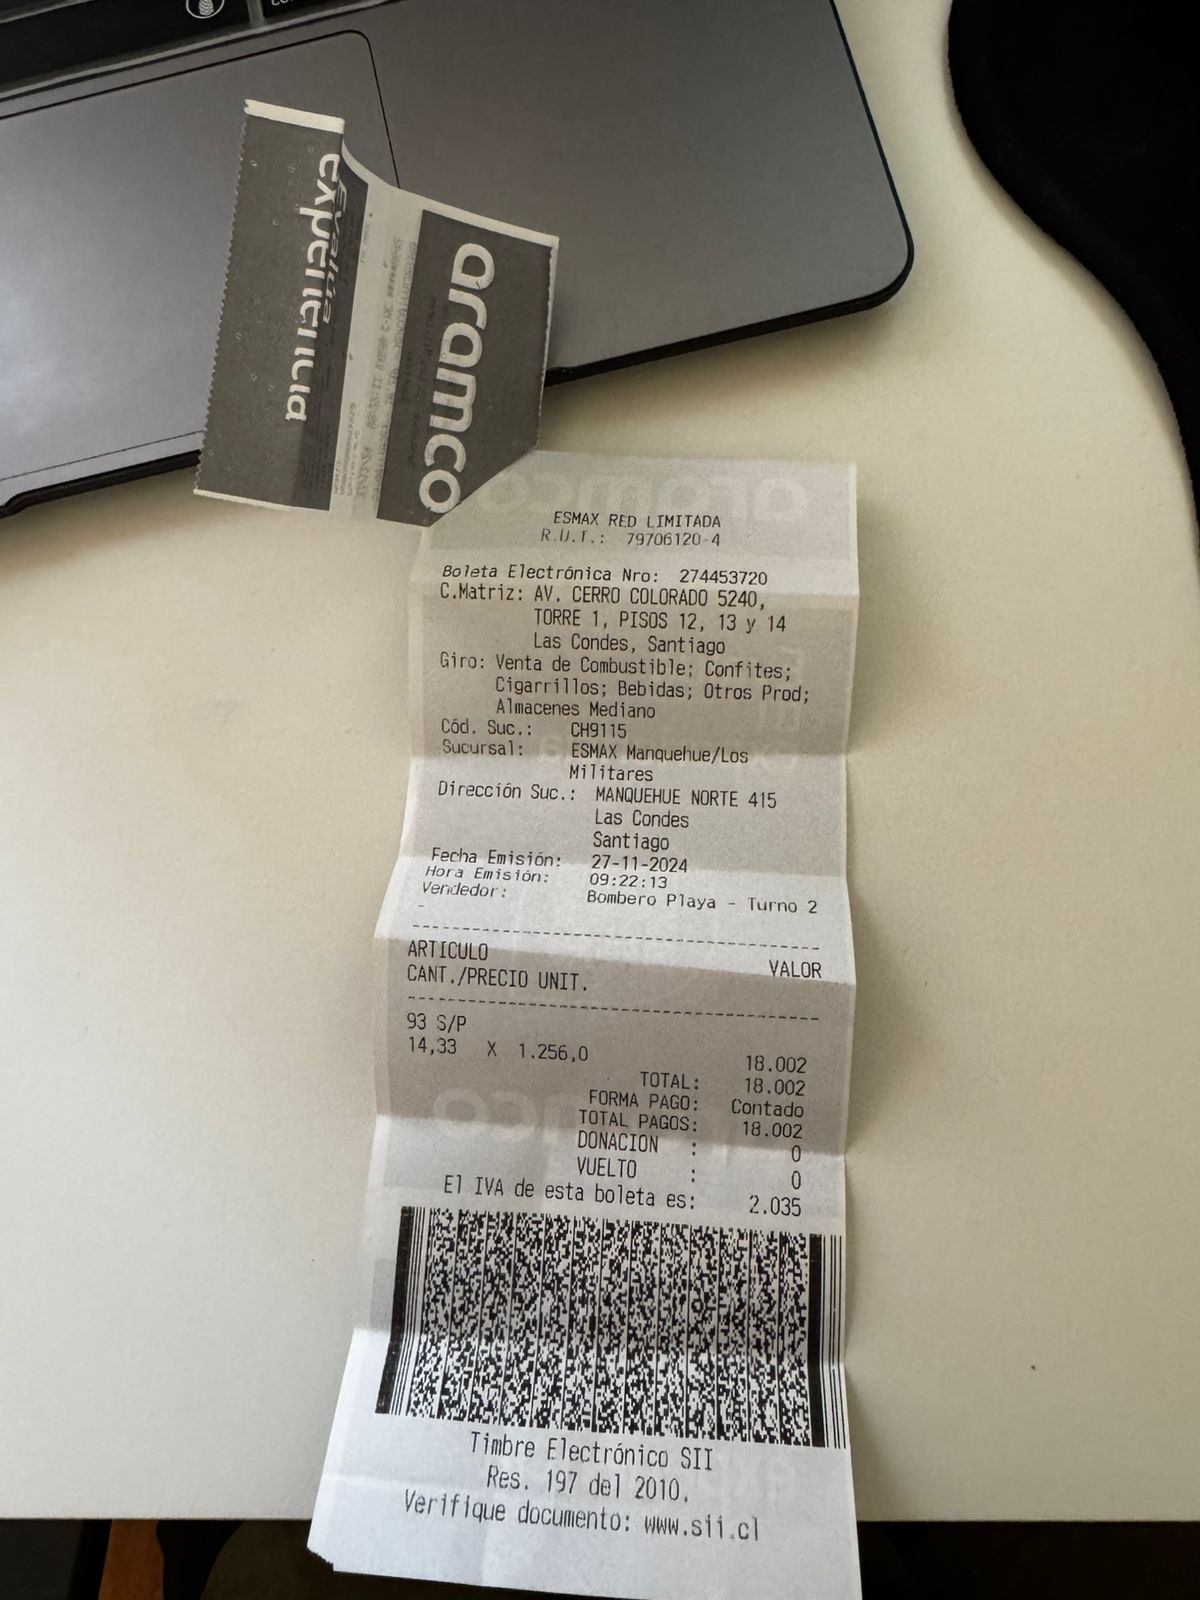 evalúa
experiencia
aramco
aramco
ESMAX RED LIMITADA
R.U.T.: 79706120-4
Boleta Electrónica Nro: 274453720
C.Matriz: AV. CERRO COLORADO 5240,
TORRE 1, PISOS 12, 13 y 14
Las Condes, Santiago
Giro: Venta de Combustible; Confites;
Cigarrillos; Bebidas; Otros Prod;
Almacenes Mediano
Cód. Suc.: CH9115
Sucursal: ESMAX Manquehue/Los
Militares
Dirección Suc.: MANQUEHUE NORTE 415
Las Condes
Santiago
Fecha Emisión: 27-11-2024
Hora Emisión: 09:22:13
Vendedor: Bombero Playa - Turno 2
-
ARTICULO VALOR
CANT./PRECIO UNIT.
93 S/P
14,33 X 1.256,0 18.002
TOTAL: 18.002
FORMA PAGO: Contado
TOTAL PAGOS: 18.002
DONACION : 0
VUELTO : 0
El IVA de esta boleta es: 2.035
Timbre Electrónico SII
Res. 197 del 2010.
Verifique documento: www.sii.cl